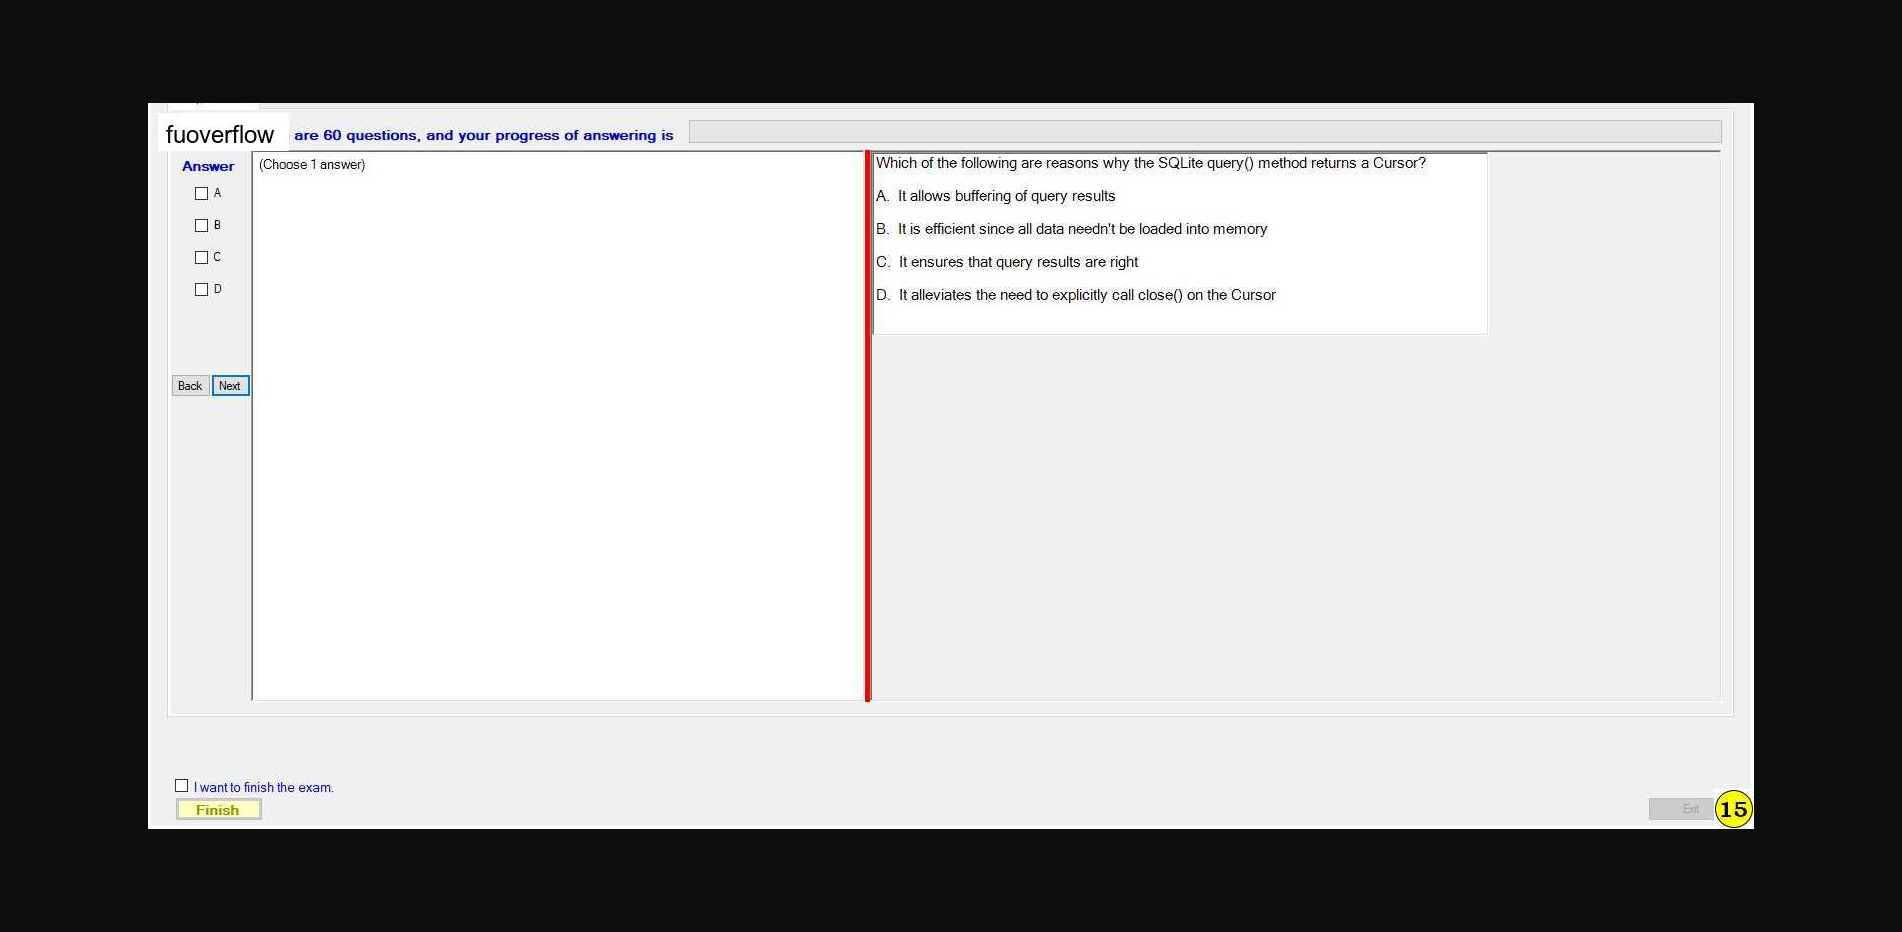 fuoverflow are 60 questions, and your progress of answering is
Answer
(Choose 1 answer)
A
B
C
D
Back Next
Which of the following are reasons why the SQLite query() method returns a Cursor?
A. It allows buffering of query results
B. It is efficient since all data needn't be loaded into memory
C. It ensures that query results are right
D. It alleviates the need to explicitly call close() on the Cursor
I want to finish the exam.
Finish
Exit
15